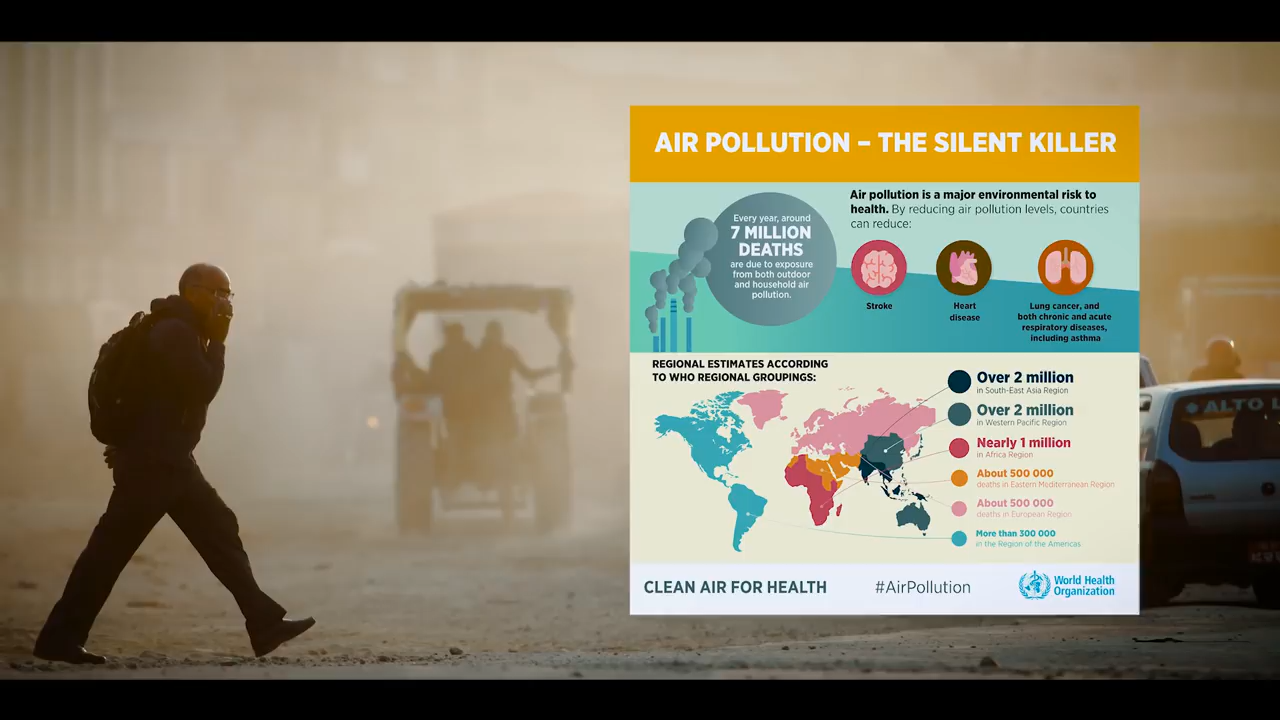 AIR POLLUTION – THE SILENT KILLER
Every year, around
7 MILLION
DEATHS
are due to exposure
from both outdoor
and household air
pollution.
Air pollution is a major environmental risk to
health. By reducing air pollution levels, countries
can reduce:
Stroke
Heart
disease
Lung cancer, and
both chronic and acute
respiratory diseases,
including asthma
REGIONAL ESTIMATES ACCORDING
TO WHO REGIONAL GROUPINGS:
Over 2 million
in South-East Asia Region
Over 2 million
in Western Pacific Region
Nearly 1 million
in Africa Region
About 500 000
deaths in Eastern Mediterranean Region
About 500 000
deaths in European Region
More than 300 000
in the Region of the Americas
CLEAN AIR FOR HEALTH
#AirPollution
World Health
Organization
ALTO